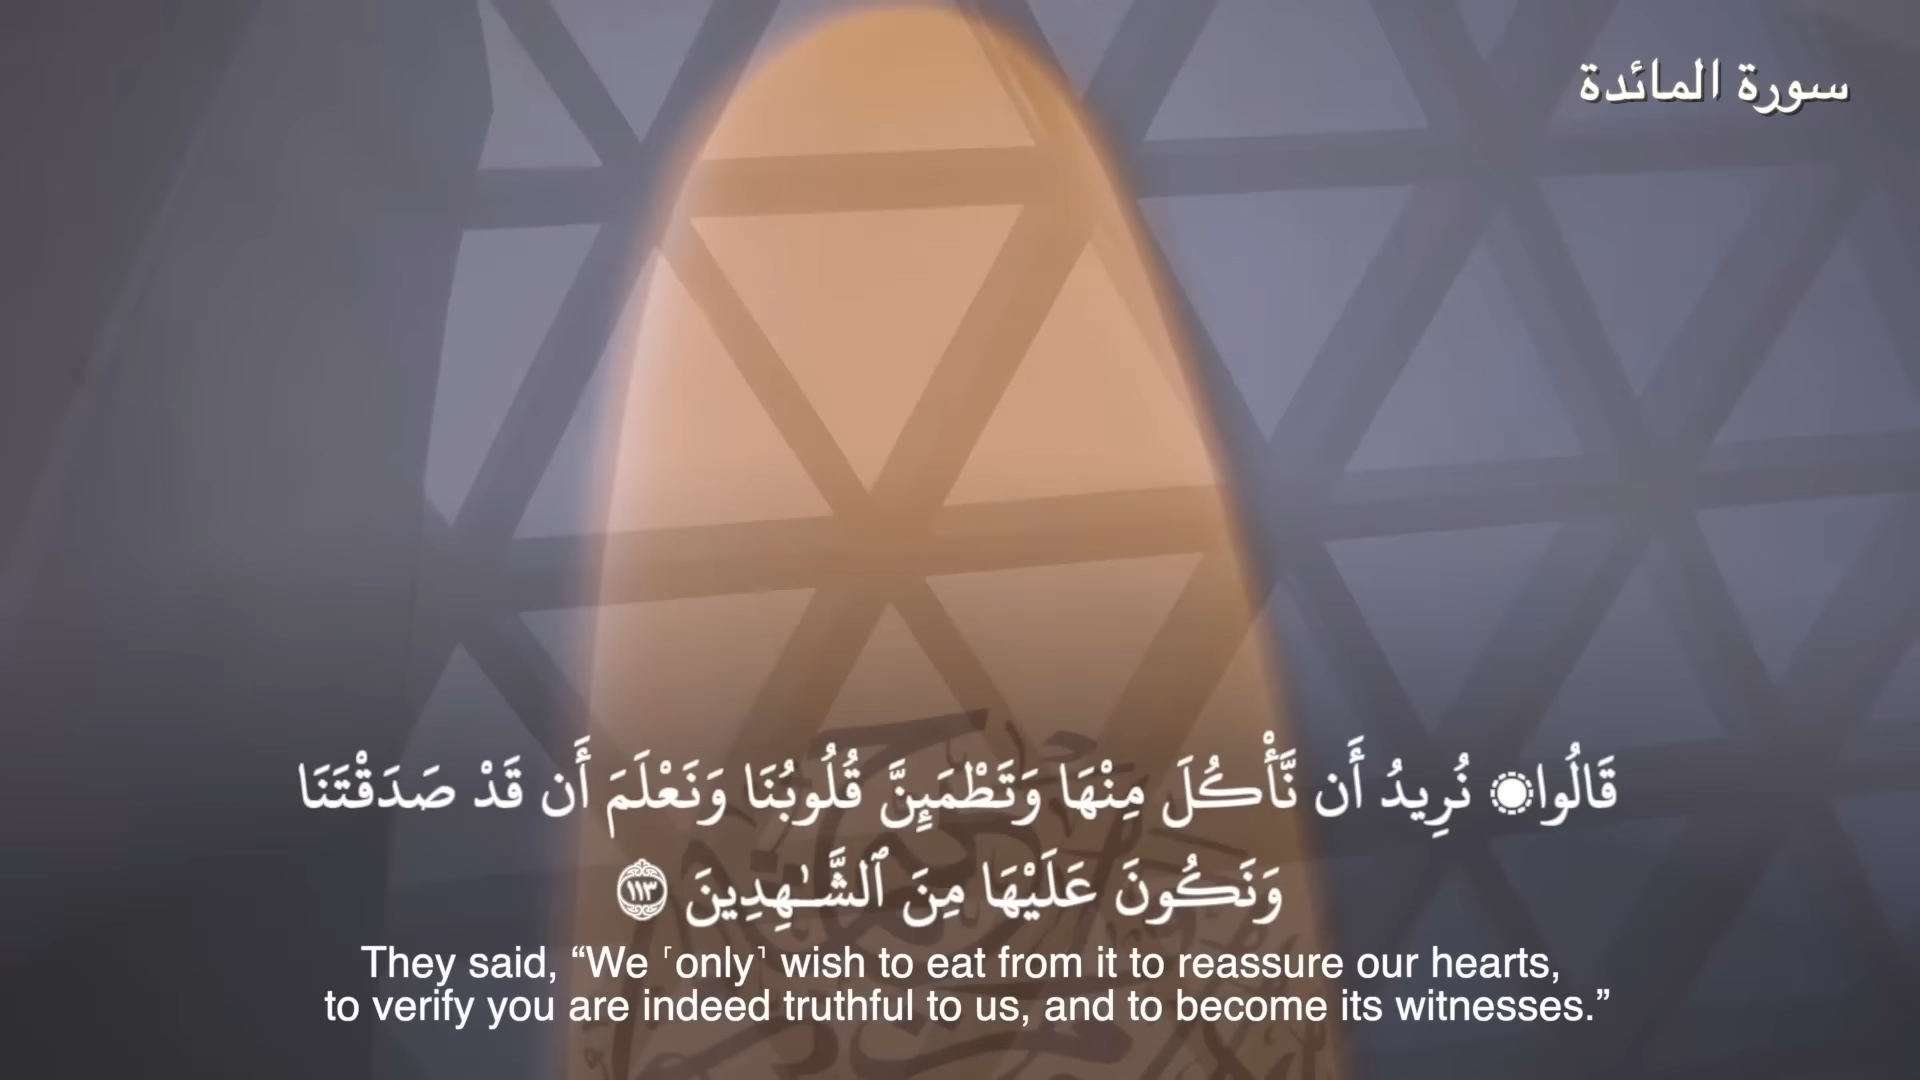 سورة المائدة
قَالُوا۟ نُرِيدُ أَن نَّأْكُلَ مِنْهَا وَتَطْمَئِنَّ قُلُوبُنَا وَنَعْلَمَ أَن قَدْ صَدَقْتَنَا
وَنَكُونَ عَلَيْهَا مِنَ ٱلشَّـٰهِدِينَ ١١٣
They said, “We ˹only˺ wish to eat from it to reassure our hearts,
to verify you are indeed truthful to us, and to become its witnesses.”